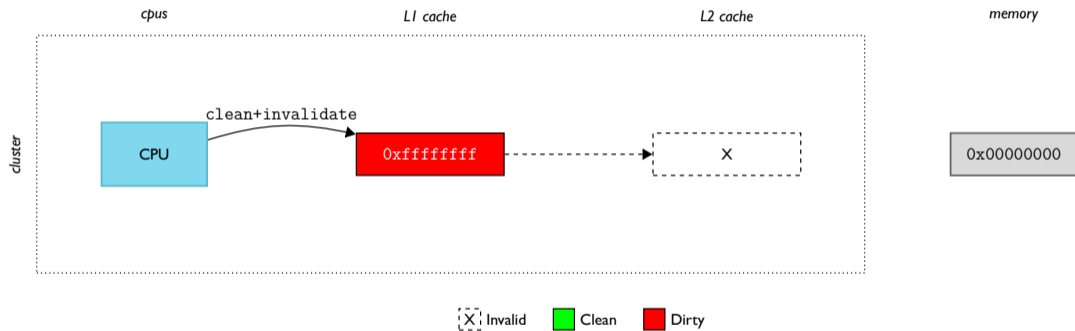 cpus
L1 cache
L2 cache
memory
cluster
clean+invalidate
CPU
0xffffffff
X
0x00000000
X Invalid
Clean
Dirty